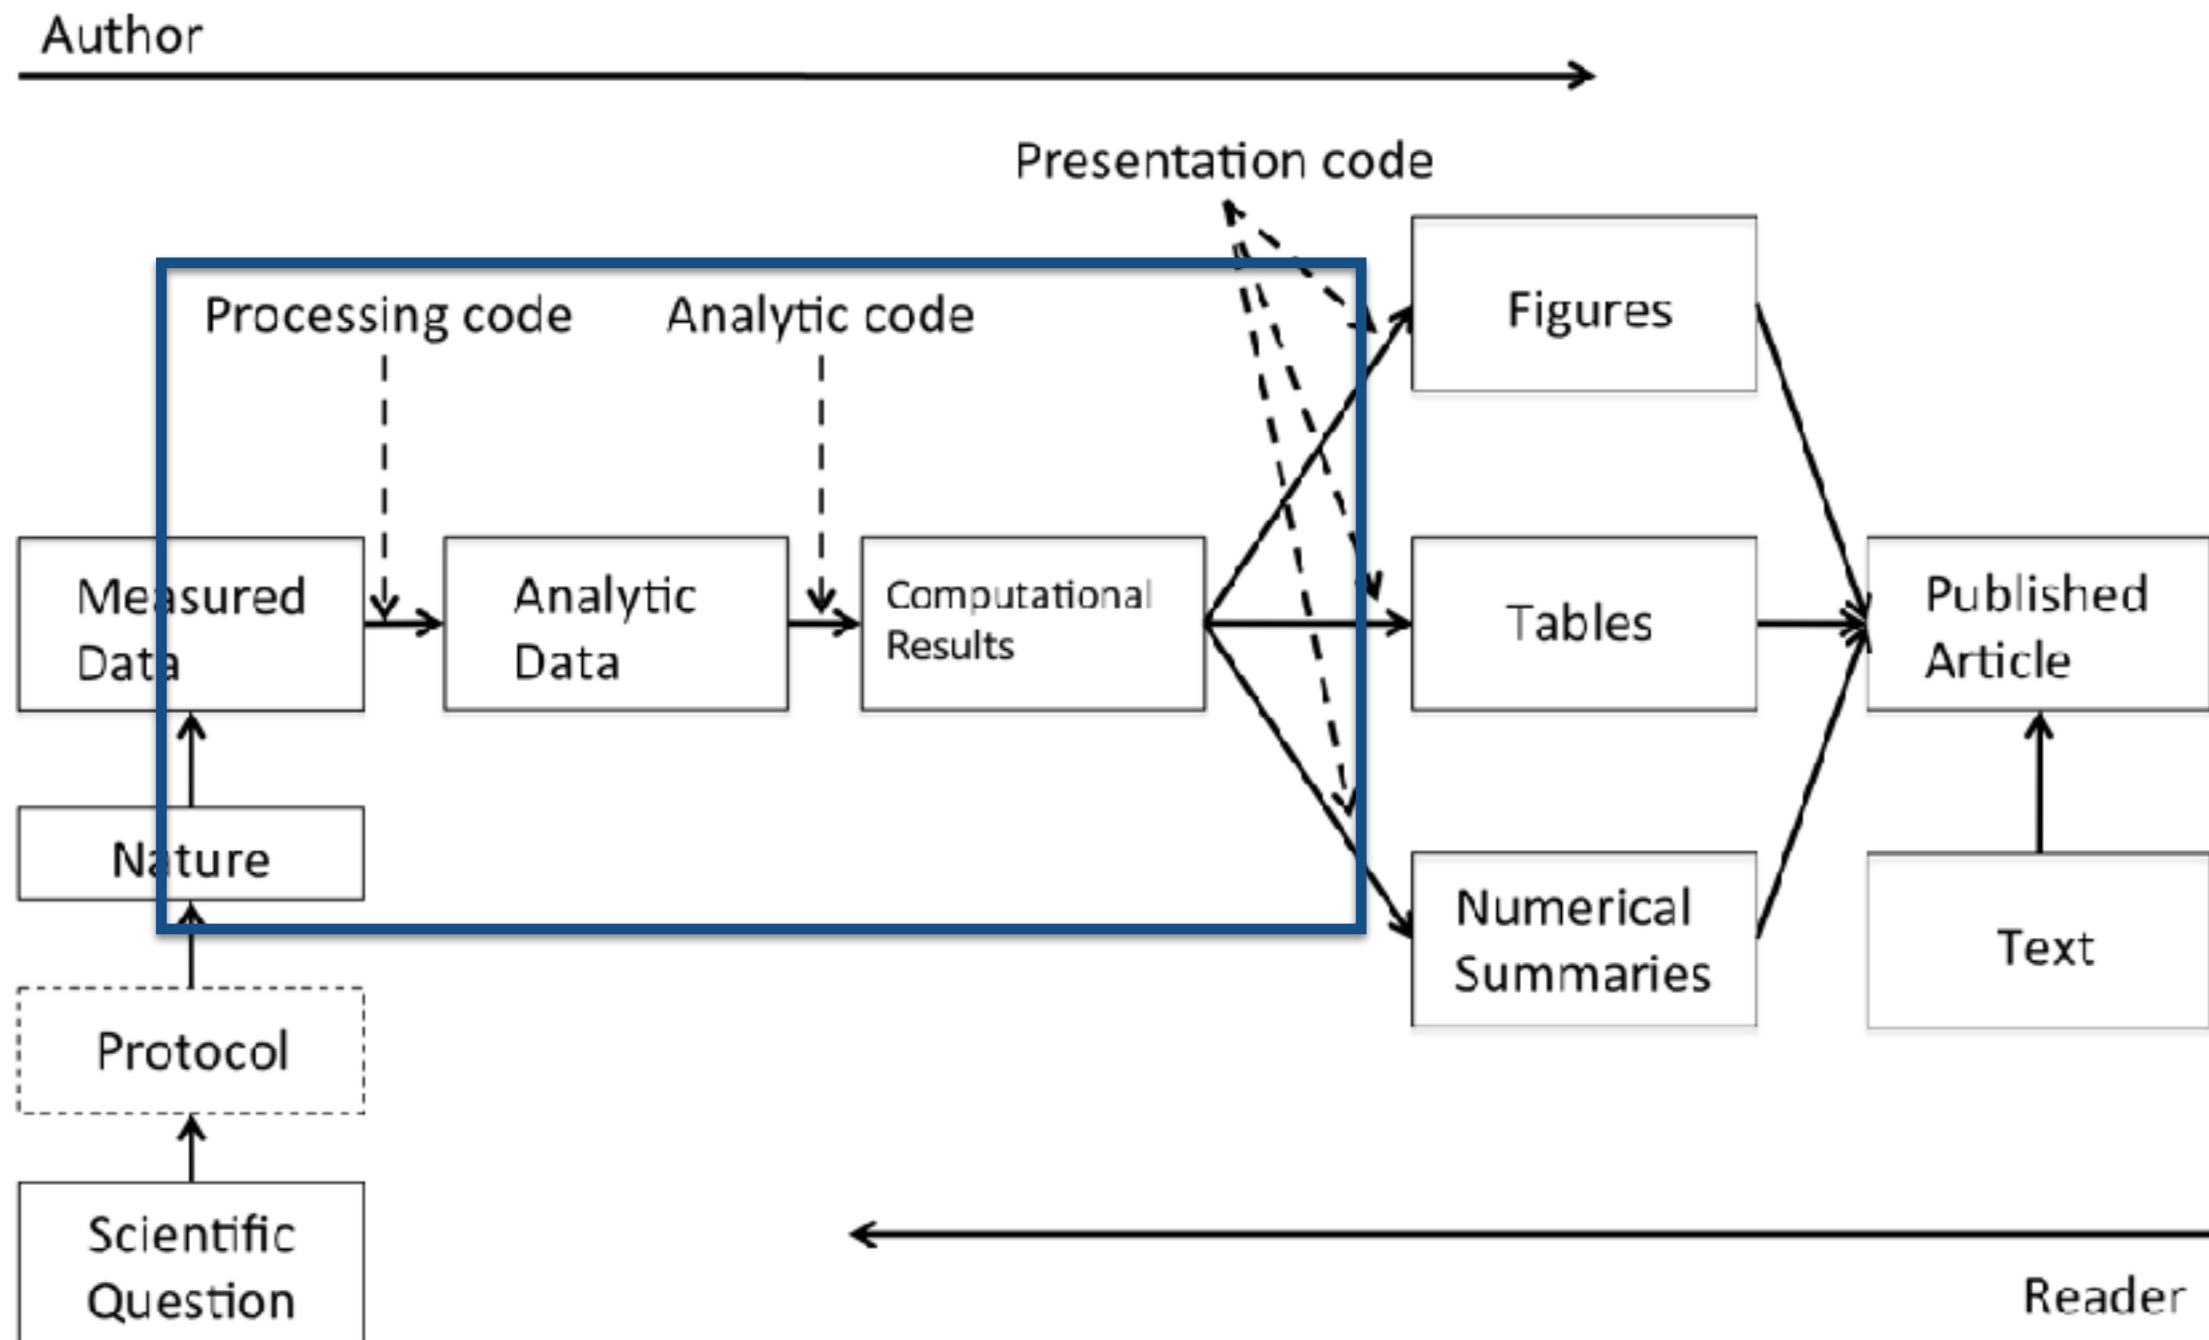 Author
Presentation code
Processing code
Analytic code
Figures
Measured
Data
Analytic
Data
Computational
Results
Tables
Published
Article
Nature
Numerical
Summaries
Text
Protocol
Scientific
Question
Reader